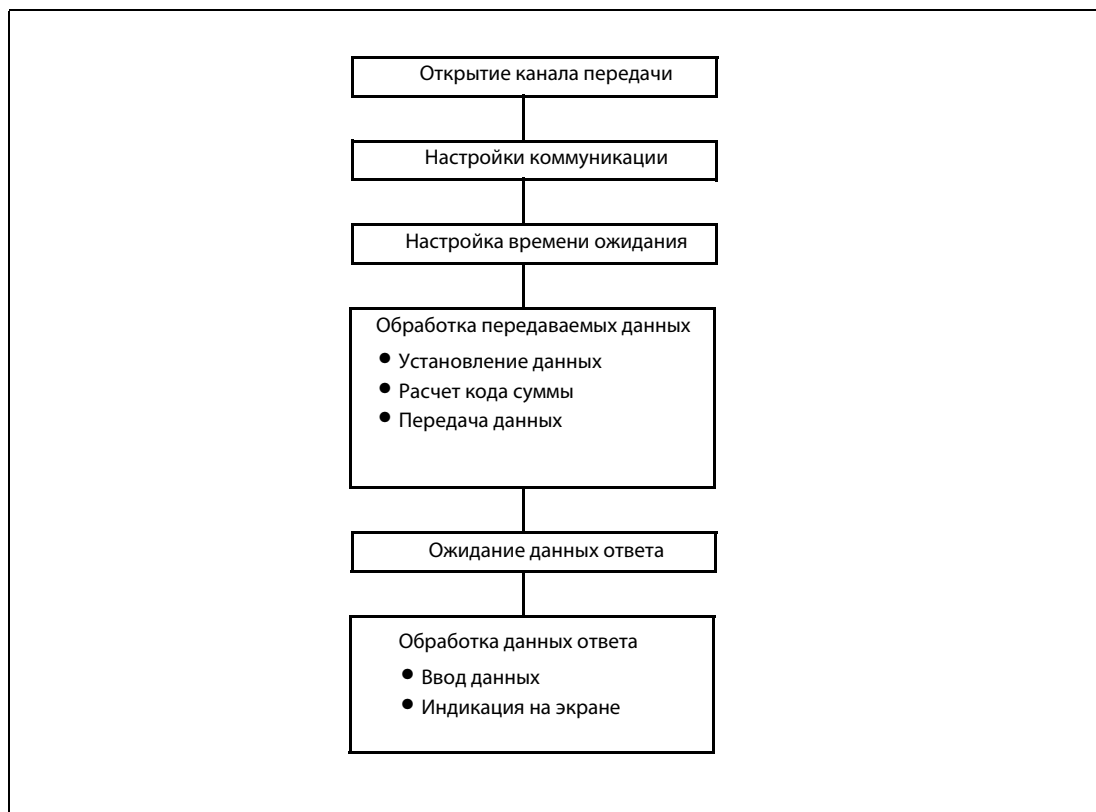 Открытие канала передачи
Настройки коммуникации
Настройка времени ожидания
Обработка передаваемых данных
● Установление данных
● Расчет кода суммы
● Передача данных
Ожидание данных ответа
Обработка данных ответа
● Ввод данных
● Индикация на экране